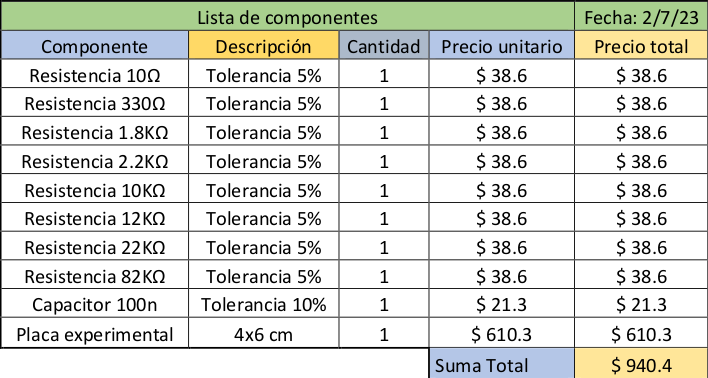 Lista de componentes Fecha: 2/7/23
Componente Descripción Cantidad Precio unitario Precio total
Resistencia 10Ω Tolerancia 5% 1 $ 38.6 $ 38.6
Resistencia 330Ω Tolerancia 5% 1 $ 38.6 $ 38.6
Resistencia 1.8KΩ Tolerancia 5% 1 $ 38.6 $ 38.6
Resistencia 2.2KΩ Tolerancia 5% 1 $ 38.6 $ 38.6
Resistencia 10KΩ Tolerancia 5% 1 $ 38.6 $ 38.6
Resistencia 12KΩ Tolerancia 5% 1 $ 38.6 $ 38.6
Resistencia 22KΩ Tolerancia 5% 1 $ 38.6 $ 38.6
Resistencia 82KΩ Tolerancia 5% 1 $ 38.6 $ 38.6
Capacitor 100n Tolerancia 10% 1 $ 21.3 $ 21.3
Placa experimental 4x6 cm 1 $ 610.3 $ 610.3
Suma Total $ 940.4